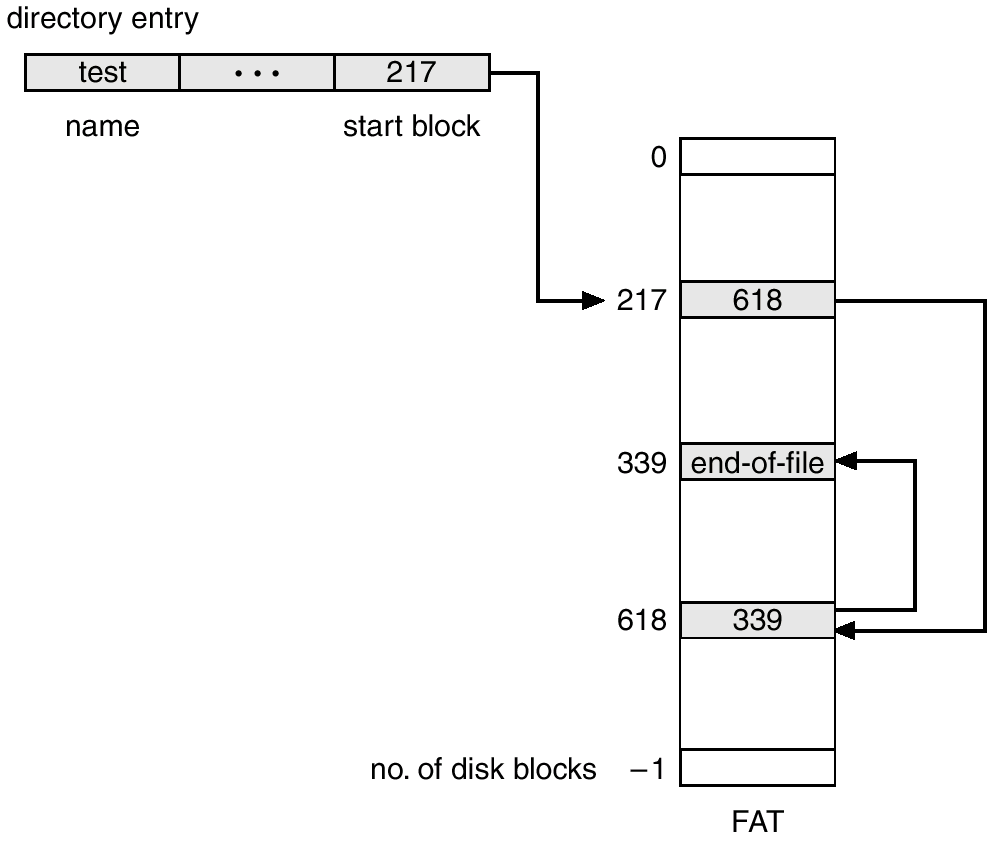 directory entry
test • • • 217
name start block
0
217 618
339 end-of-file
618 339
no. of disk blocks −1
FAT